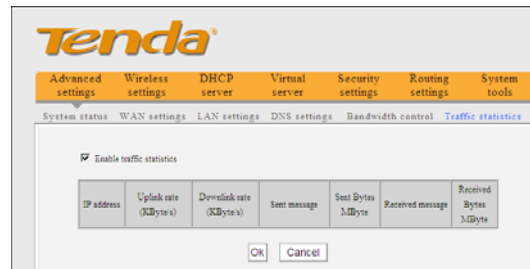 Tenda
Advanced settings Wireless settings DHCP server Virtual server Security settings Routing settings System tools
System status WAN settings LAN settings DNS settings Bandwidth control Traffic statistics
Enable traffic statistics
IP address Uplink rate (KByte/s) Downlink rate (KByte/s) Sent message Sent Bytes MByte Received message Received Bytes MByte
Ok Cancel